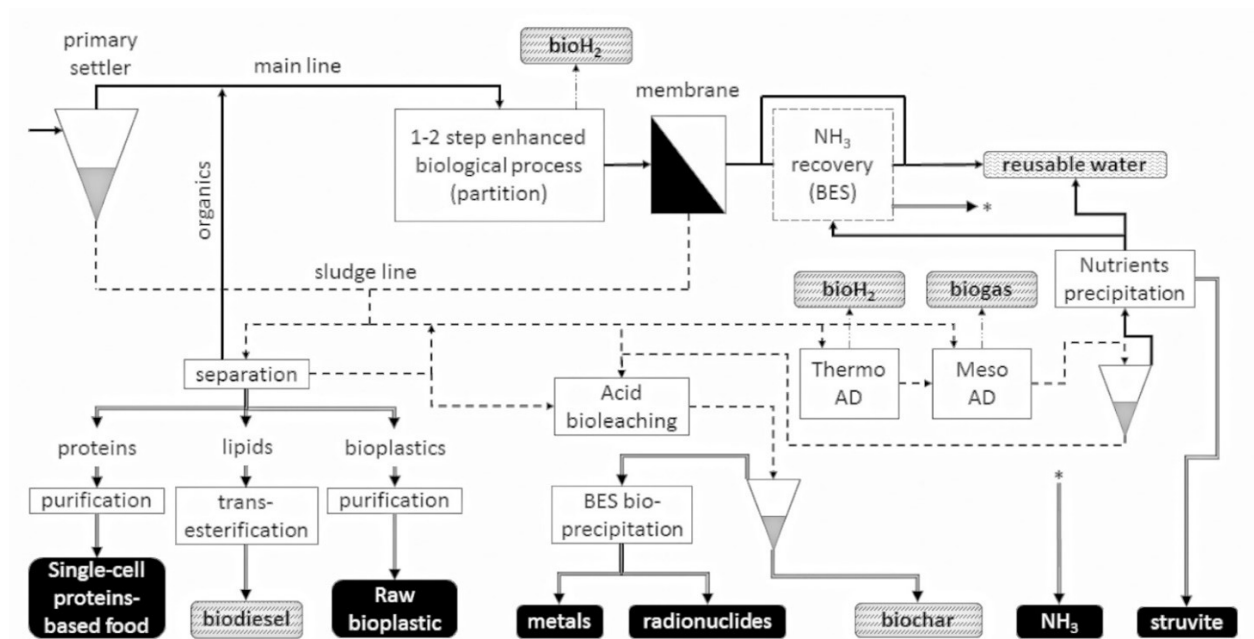 primary
settler
main line
bioH₂
membrane
1-2 step enhanced
biological process
(partition)
NH₃
recovery
(BES)
reusable water
*
organics
sludge line
Nutrients
precipitation
bioH₂
biogas
separation
Thermo
AD
Meso
AD
Acid
bioleaching
proteins
lipids
bioplastics
purification
trans-
esterification
purification
BES bio-
precipitation
*
Single-cell
proteins-
based food
biodiesel
Raw
bioplastic
metals
radionuclides
biochar
NH₃
struvite